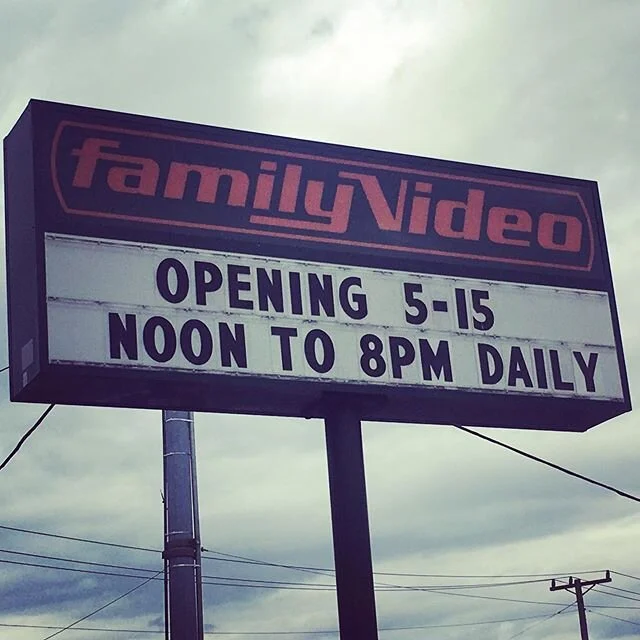 familyVideo
OPENING 5-15
NOON TO 8PM DAILY